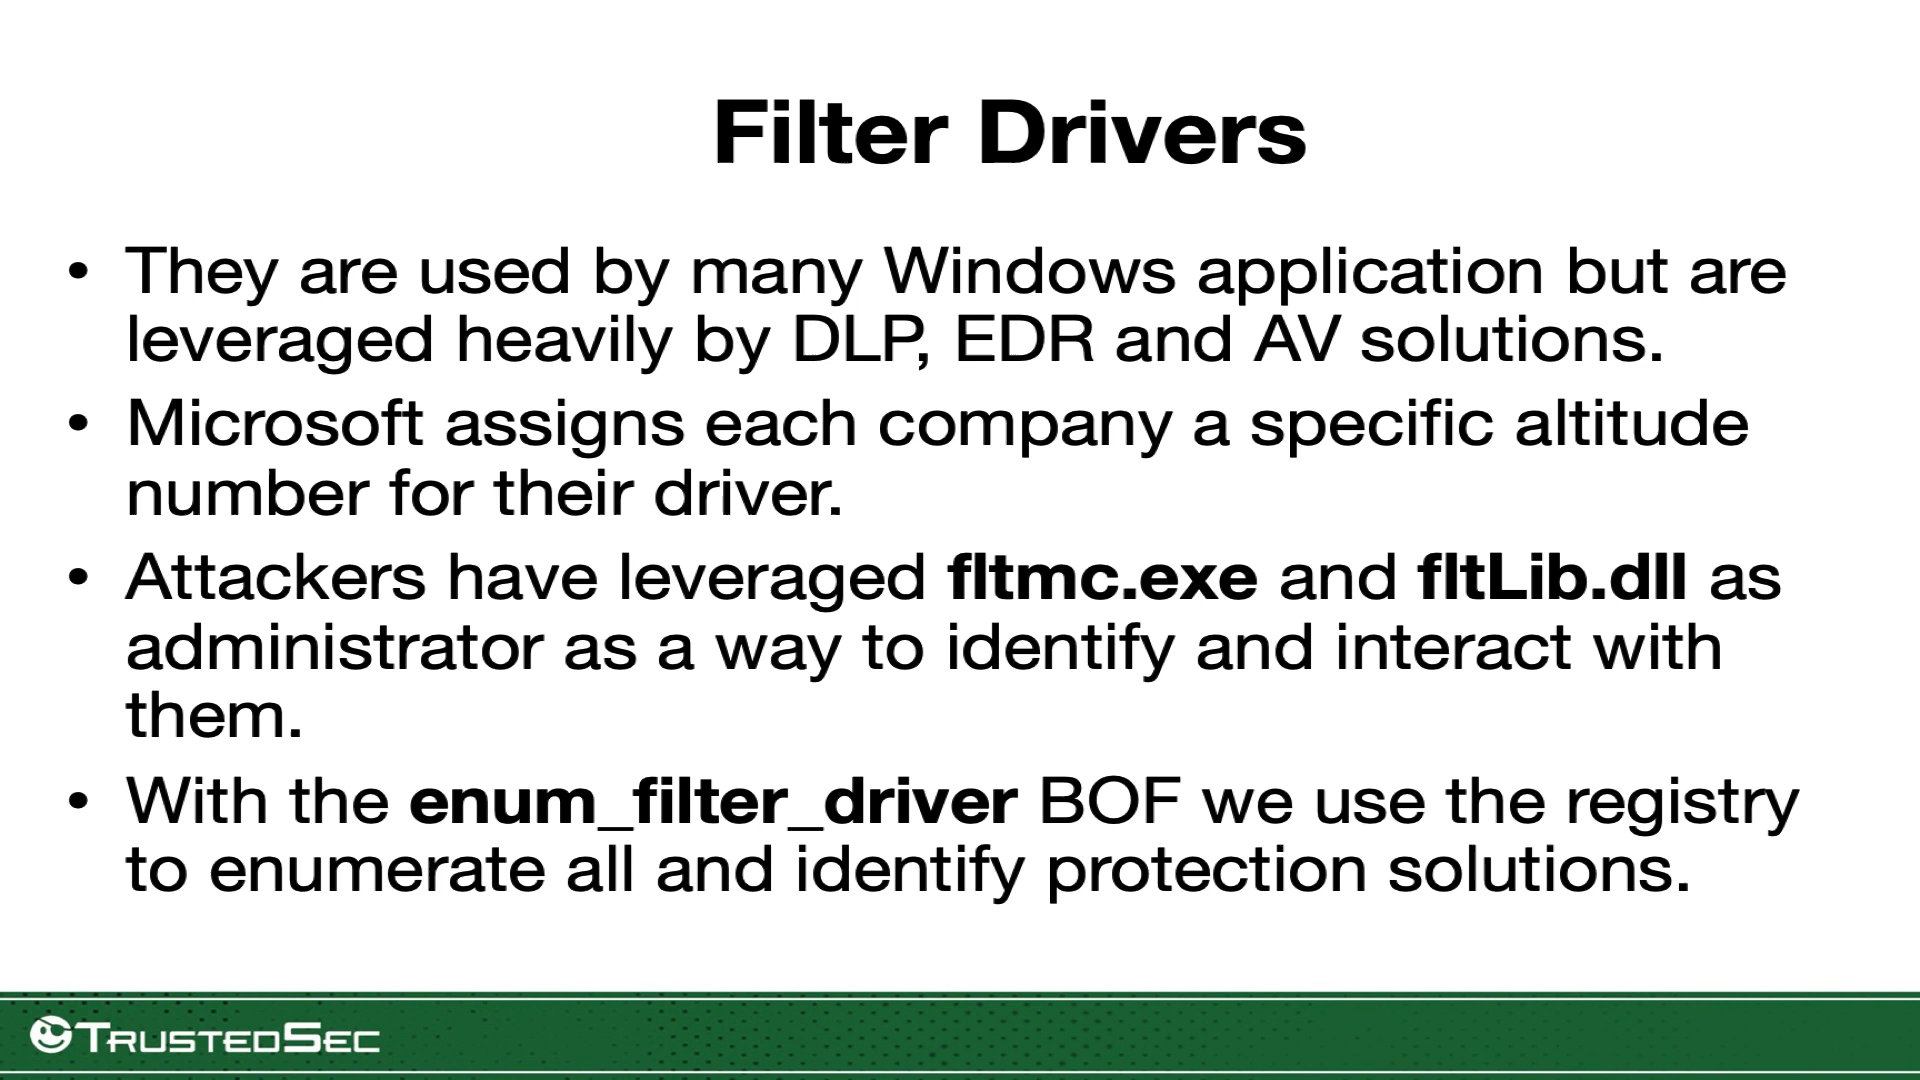 Filter Drivers
• They are used by many Windows application but are
leveraged heavily by DLP, EDR and AV solutions.
• Microsoft assigns each company a specific altitude
number for their driver.
• Attackers have leveraged fltmc.exe and fltLib.dll as
administrator as a way to identify and interact with
them.
• With the enum_filter_driver BOF we use the registry
to enumerate all and identify protection solutions.
TRUSTEDSEC